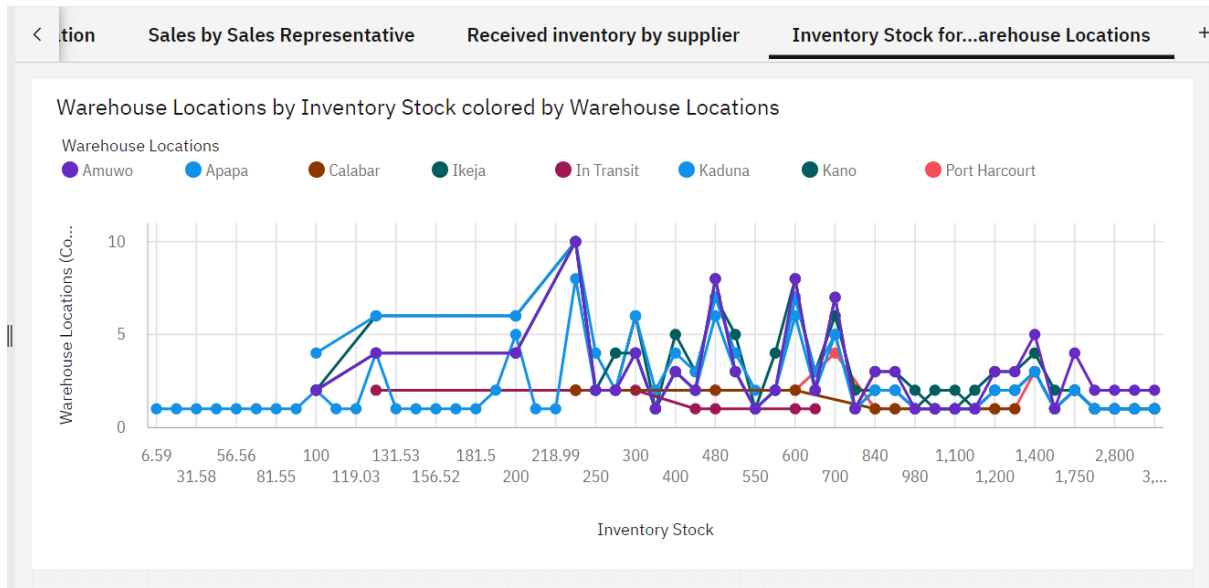 tion Sales by Sales Representative Received inventory by supplier Inventory Stock for...arehouse Locations +
Warehouse Locations by Inventory Stock colored by Warehouse Locations
Warehouse Locations
Amuwo Apapa Calabar Ikeja In Transit Kaduna Kano Port Harcourt
Warehouse Locations (Co...
10
5
0
6.59 56.56 100 131.53 181.5 218.99 300 480 600 840 1,100 1,400 2,800
31.58 81.55 119.03 156.52 200 250 400 550 700 980 1,200 1,750 3,...
Inventory Stock